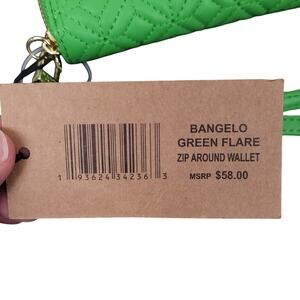 BANGELO
GREEN FLARE
ZIP AROUND WALLET
MSRP $58.00
1 93624 34236 3